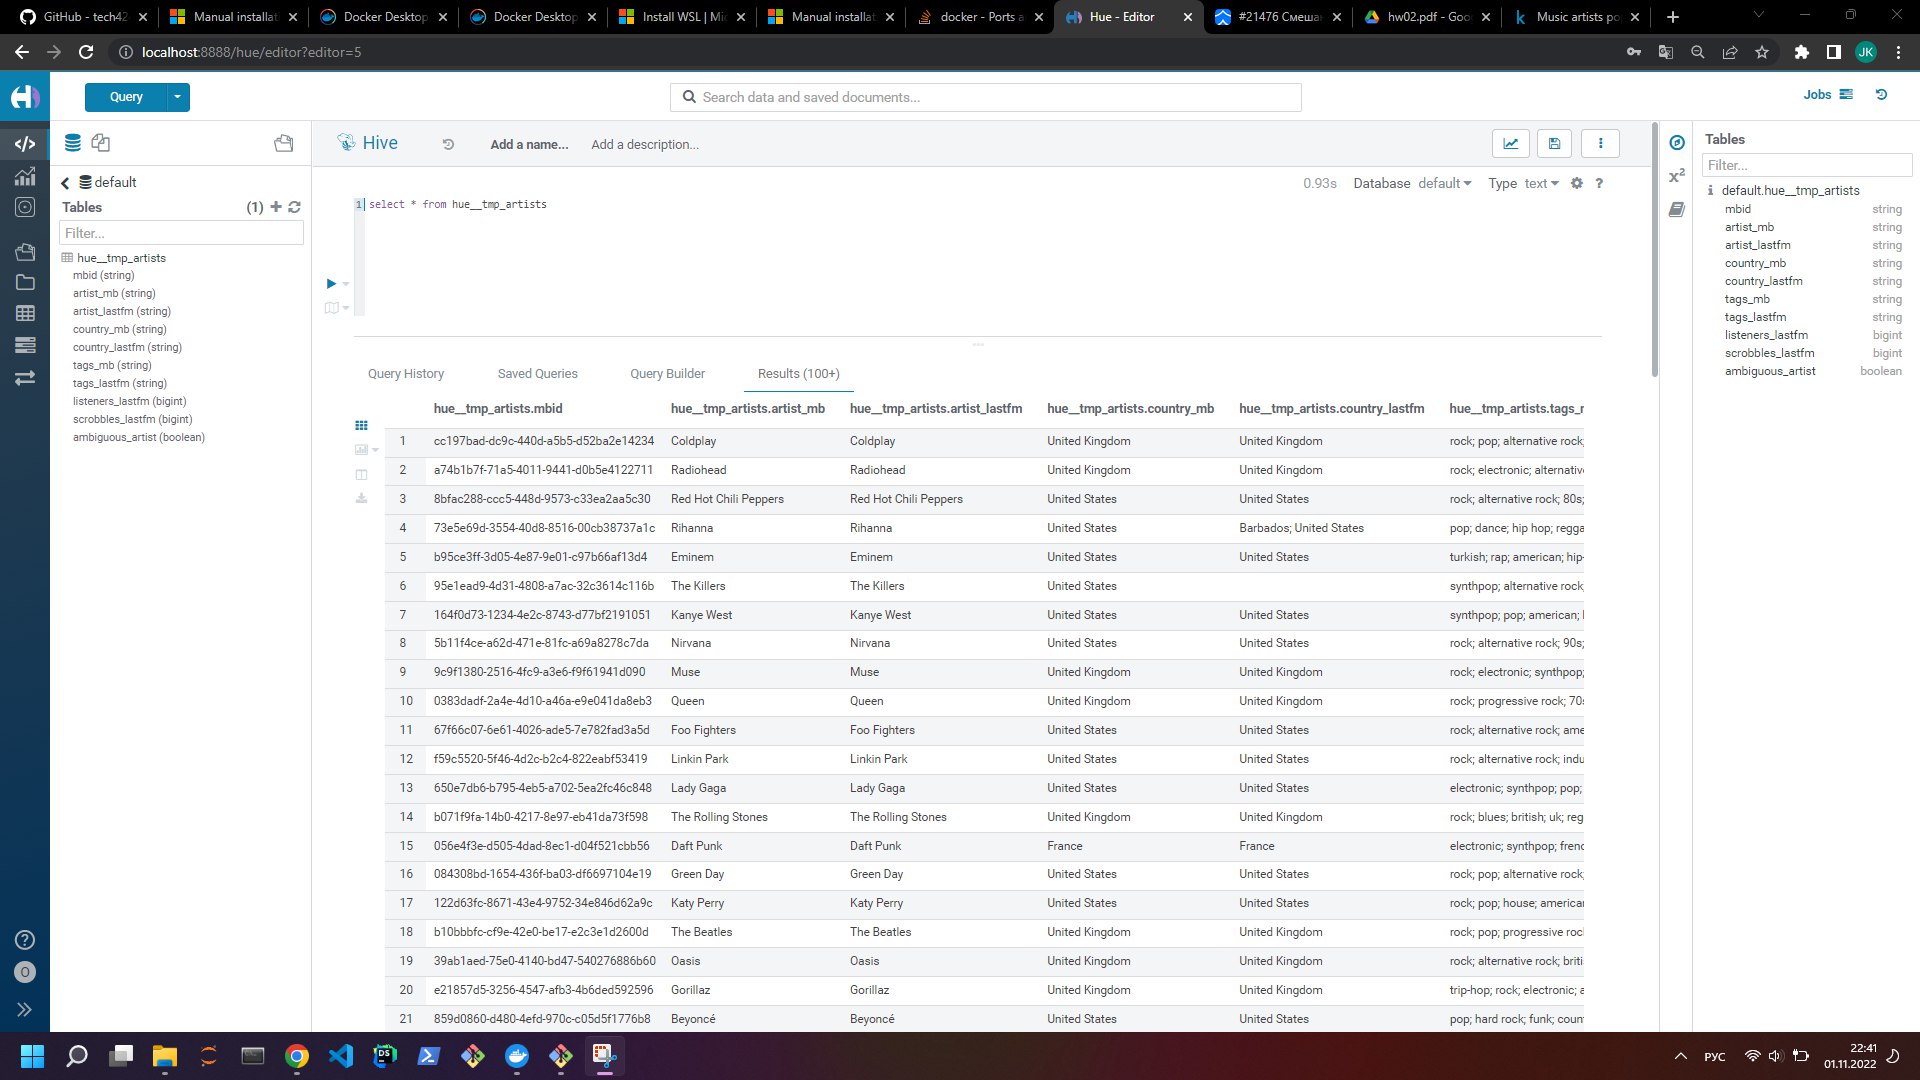 GitHub - tech42
Manual installat
Docker Desktop
Docker Desktop
Install WSL | Mi
Manual installat
docker - Ports a
Hue - Editor
#21476 Смеша
hw02.pdf - Goo
Music artists po
localhost:8888/hue/editor?editor=5
JK
Query
Search data and saved documents...
Jobs
Hive
Add a name...
Add a description...
Tables
Filter...
default
0.93s
Database default
Type text
?
default.hue__tmp_artists
mbid string
artist_mb string
artist_lastfm string
country_mb string
country_lastfm string
tags_mb string
tags_lastfm string
listeners_lastfm bigint
scrobbles_lastfm bigint
ambiguous_artist boolean
Tables (1)
Filter...
hue__tmp_artists
mbid (string)
artist_mb (string)
artist_lastfm (string)
country_mb (string)
country_lastfm (string)
tags_mb (string)
tags_lastfm (string)
listeners_lastfm (bigint)
scrobbles_lastfm (bigint)
ambiguous_artist (boolean)
1 select * from hue__tmp_artists
Query History
Saved Queries
Query Builder
Results (100+)
hue__tmp_artists.mbid hue__tmp_artists.artist_mb hue__tmp_artists.artist_lastfm hue__tmp_artists.country_mb hue__tmp_artists.country_lastfm hue__tmp_artists.tags_
1 cc197bad-dc9c-440d-a5b5-d52ba2e14234 Coldplay Coldplay United Kingdom United Kingdom rock; pop; alternative rock;
2 a74b1b7f-71a5-4011-9441-d0b5e4122711 Radiohead Radiohead United Kingdom United Kingdom rock; electronic; alternativ
3 8bfac288-ccc5-448d-9573-c33ea2aa5c30 Red Hot Chili Peppers Red Hot Chili Peppers United States United States rock; alternative rock; 80s;
4 73e5e69d-3554-40d8-8516-00cb38737a1c Rihanna Rihanna United States Barbados; United States pop; dance; hip hop; regga
5 b95ce3ff-3d05-4e87-9e01-c97b66af13d4 Eminem Eminem United States United States turkish; rap; american; hip-
6 95e1ead9-4d31-4808-a7ac-32c3614c116b The Killers The Killers United States synthpop; alternative rock;
7 164f0d73-1234-4e2c-8743-d77bf2191051 Kanye West Kanye West United States United States synthpop; pop; american;
8 5b11f4ce-a62d-471e-81fc-a69a8278c7da Nirvana Nirvana United States United States rock; alternative rock; 90s;
9 9c9f1380-2516-4fc9-a3e6-f9f61941d090 Muse Muse United Kingdom United Kingdom rock; electronic; synthpop;
10 0383dadf-2a4e-4d10-a46a-e9e041da8eb3 Queen Queen United Kingdom United Kingdom rock; progressive rock; 70s
11 67f66c07-6e61-4026-ade5-7e782fad3a5d Foo Fighters Foo Fighters United States United States rock; alternative rock; ame
12 f59c5520-5f46-4d2c-b2c4-822eabf53419 Linkin Park Linkin Park United States United States rock; alternative rock; indu
13 650e7db6-b795-4eb5-a702-5ea2fc46c848 Lady Gaga Lady Gaga United States United States electronic; synthpop; pop;
14 b071f9fa-14b0-4217-8e97-eb41da73f598 The Rolling Stones The Rolling Stones United Kingdom United Kingdom rock; blues; british; uk; reg
15 056e4f3e-d505-4dad-8ec1-d04f521cbb56 Daft Punk Daft Punk France France electronic; synthpop; frenc
16 084308bd-1654-436f-ba03-df6697104e19 Green Day Green Day United States United States rock; pop; alternative rock;
17 122d63fc-8671-43e4-9752-34e846d62a9c Katy Perry Katy Perry United States United States rock; pop; house; america
18 b10bbbfc-cf9e-42e0-be17-e2c3e1d2600d The Beatles The Beatles United Kingdom United Kingdom rock; pop; progressive roc
19 39ab1aed-75e0-4140-bd47-540276886b60 Oasis Oasis United Kingdom United Kingdom rock; alternative rock; briti
20 e21857d5-3256-4547-afb3-4b6ded592596 Gorillaz Gorillaz United Kingdom United Kingdom trip-hop; rock; electronic; a
21 859d0860-d480-4efd-970c-c05d5f1776b8 Beyoncé Beyoncé United States United States pop; hard rock; funk; coun
O
DS
РУС
22:41
01.11.2022